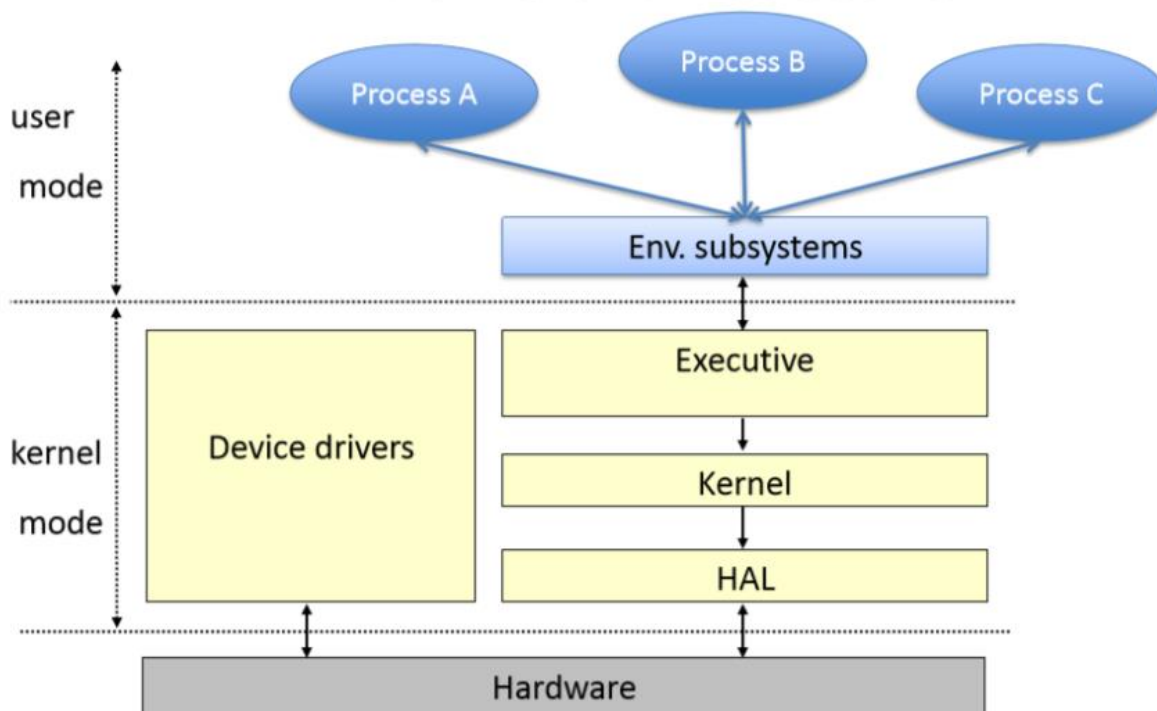 Process A
Process B
Process C
user
mode
Env. subsystems
kernel
mode
Device drivers
Executive
Kernel
HAL
Hardware